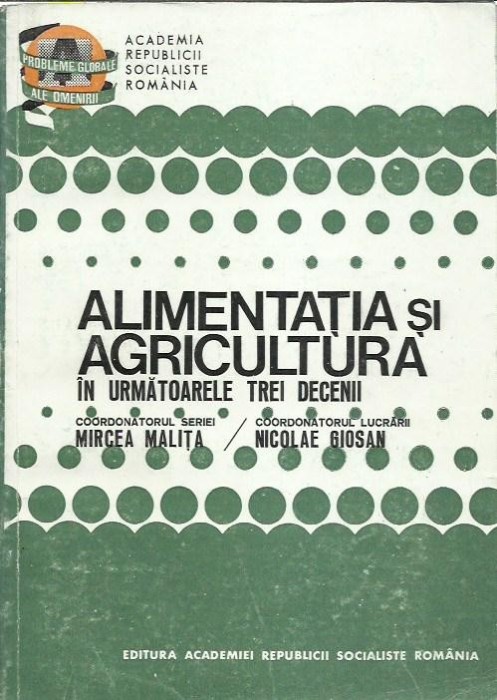 A
PROBLEME GLOBALE
ALE OMENIRII
ACADEMIA
REPUBLICII
SOCIALISTE
ROMÂNIA
ALIMENTAȚIA ȘI
AGRICULTURA
ÎN URMĂTOARELE TREI DECENII
COORDONATORUL SERIEI
MIRCEA MALIȚA
/
COORDONATORUL LUCRĂRII
NICOLAE GIOSAN
EDITURA ACADEMIEI REPUBLICII SOCIALISTE ROMÂNIA